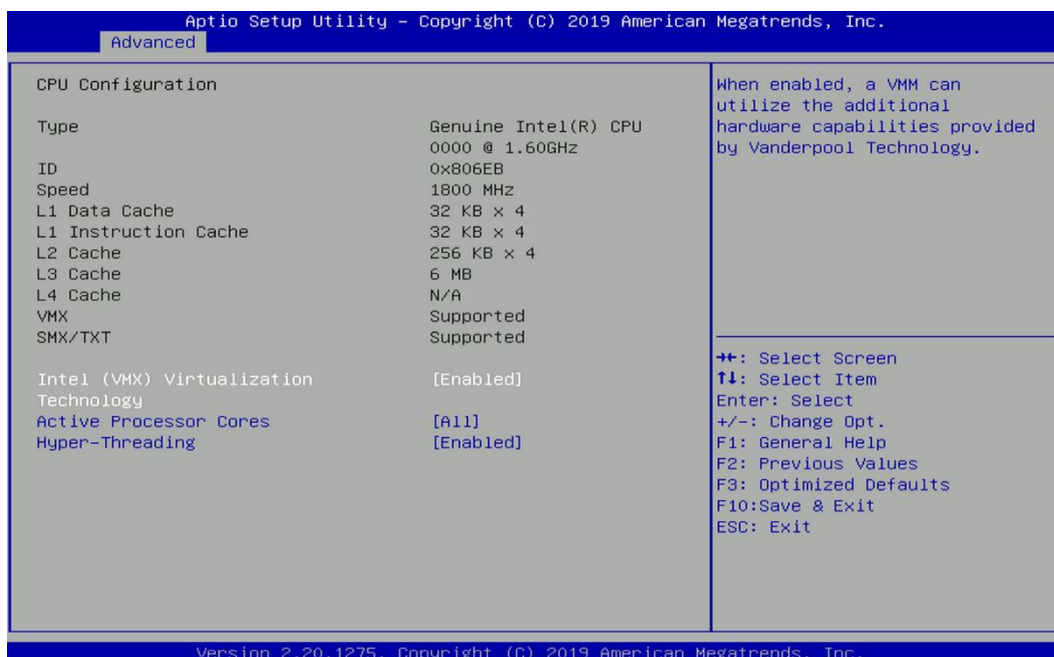 Aptio Setup Utility – Copyright (C) 2019 American Megatrends, Inc.
Advanced
CPU Configuration
Type Genuine Intel(R) CPU
0000 @ 1.60GHz
ID 0x806EB
Speed 1800 MHz
L1 Data Cache 32 KB x 4
L1 Instruction Cache 32 KB x 4
L2 Cache 256 KB x 4
L3 Cache 6 MB
L4 Cache N/A
VMX Supported
SMX/TXT Supported
Intel (VMX) Virtualization [Enabled]
Technology
Active Processor Cores [All]
Hyper-Threading [Enabled]
When enabled, a VMM can
utilize the additional
hardware capabilities provided
by Vanderpool Technology.
→←: Select Screen
↑↓: Select Item
Enter: Select
+/-: Change Opt.
F1: General Help
F2: Previous Values
F3: Optimized Defaults
F10:Save & Exit
ESC: Exit
Version 2.20.1275. Copyright (C) 2019 American Megatrends, Inc.